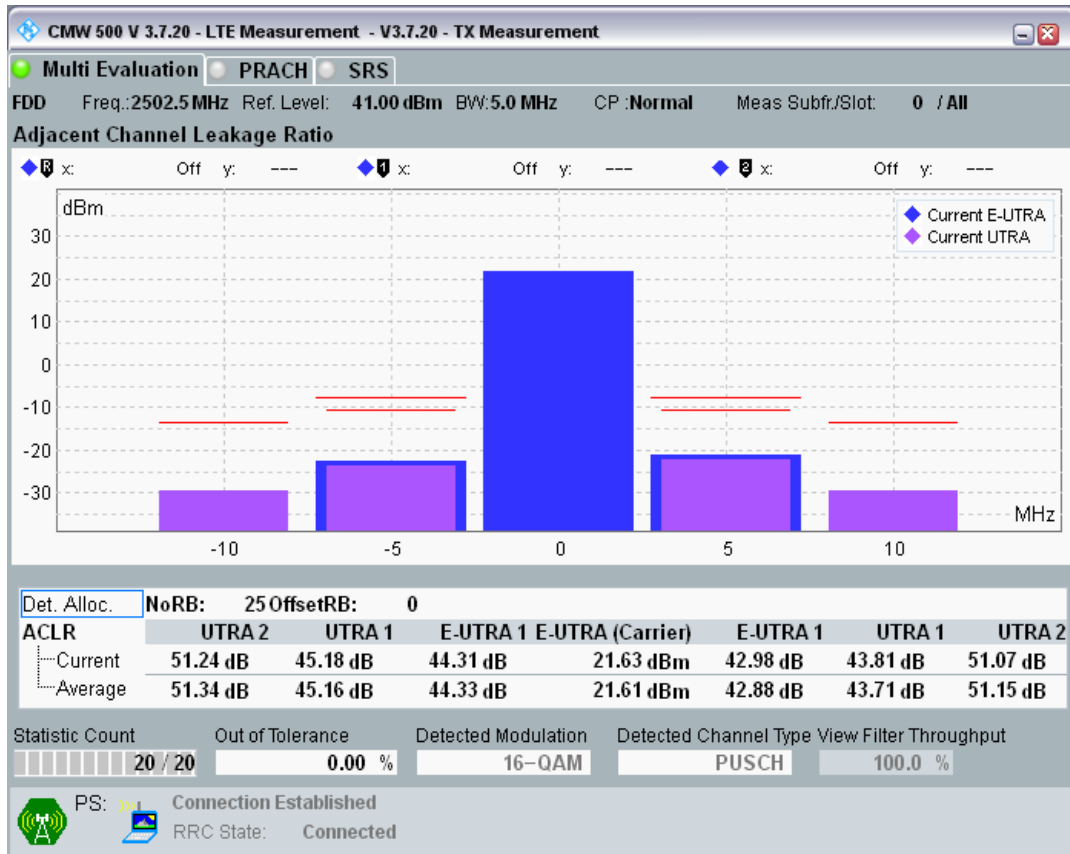 CMW 500 V 3.7.20 - LTE Measurement - V3.7.20 - TX Measurement
Multi Evaluation PRACH SRS
FDD Freq.:2502.5 MHz Ref. Level: 41.00 dBm BW:5.0 MHz CP :Normal Meas Subfr./Slot: 0 / All
Adjacent Channel Leakage Ratio
R x: Off y: --- 1 x: Off y: --- 2 x: Off y: ---
dBm
Current E-UTRA
Current UTRA
30
20
10
0
-10
-20
-30
MHz
-10 -5 0 5 10
Det. Alloc. NoRB: 25 OffsetRB: 0
ACLR UTRA 2 UTRA 1 E-UTRA 1 E-UTRA (Carrier) E-UTRA 1 UTRA 1 UTRA 2
Current 51.24 dB 45.18 dB 44.31 dB 21.63 dBm 42.98 dB 43.81 dB 51.07 dB
Average 51.34 dB 45.16 dB 44.33 dB 21.61 dBm 42.88 dB 43.71 dB 51.15 dB
Statistic Count Out of Tolerance Detected Modulation Detected Channel Type View Filter Throughput
20 / 20 0.00 % 16-QAM PUSCH 100.0 %
PS: Connection Established
RRC State: Connected